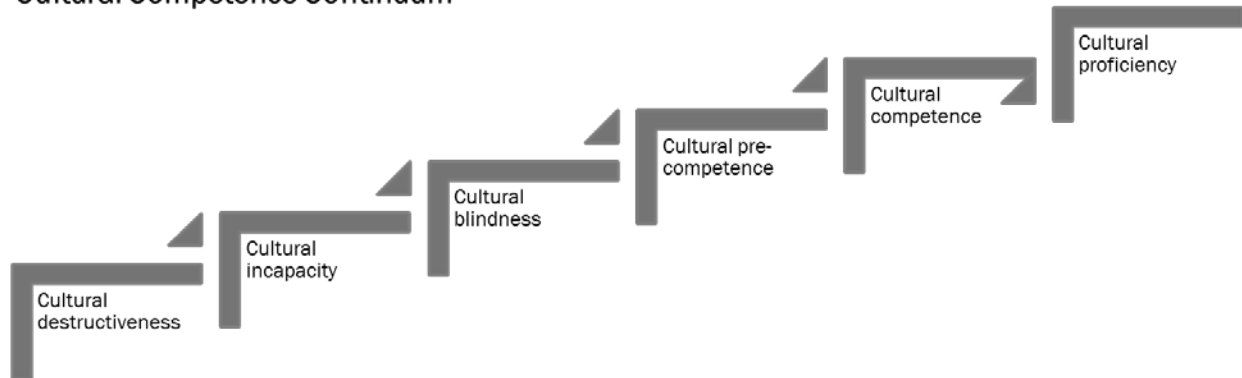 Cultural Competence Continuum
Cultural
proficiency
Cultural
competence
Cultural pre-
competence
Cultural
blindness
Cultural
incapacity
Cultural
destructiveness